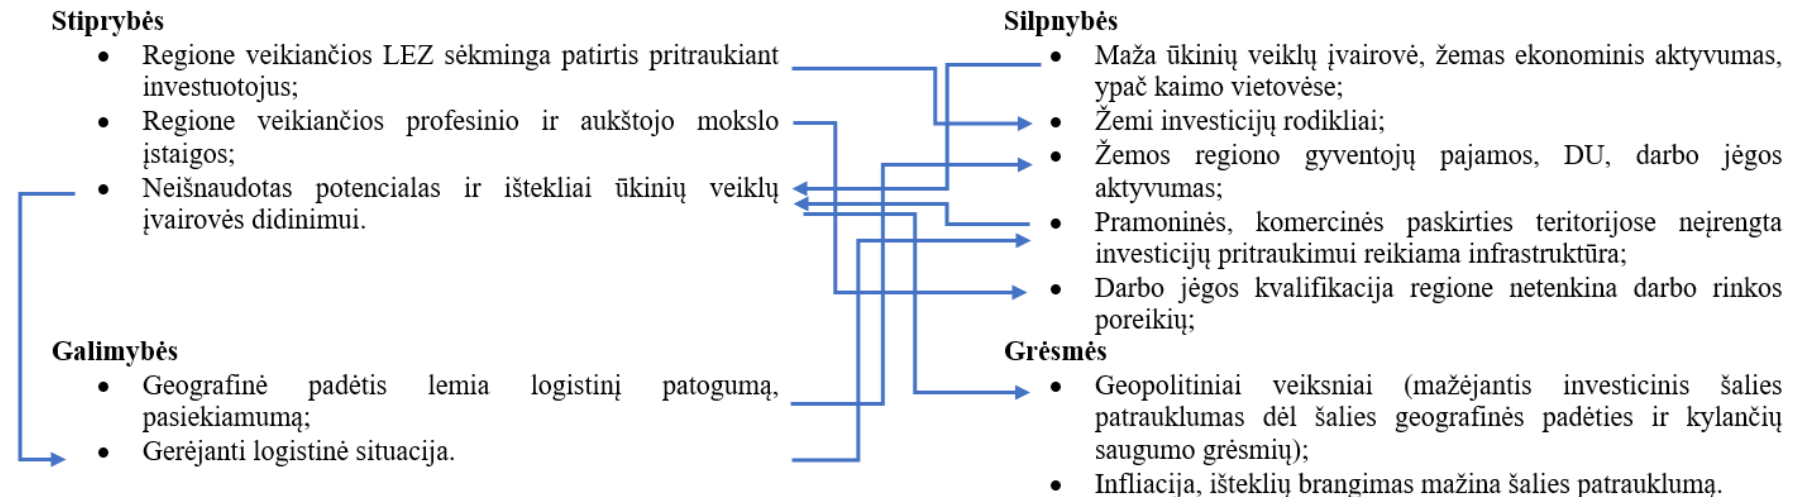 Stiprybės
• Regione veikiančios LEZ sėkminga patirtis pritraukiant
investuotojus;
• Regione veikiančios profesinio ir aukštojo mokslo
įstaigos;
• Neišnaudotas potencialas ir ištekliai ūkinių veiklų
įvairovės didinimui.
Silpnybės
• Maža ūkinių veiklų įvairovė, žemas ekonominis aktyvumas,
ypač kaimo vietovėse;
• Žemi investicijų rodikliai;
• Žemos regiono gyventojų pajamos, DU, darbo jėgos
aktyvumas;
• Pramoninės, komercinės paskirties teritorijose neįrengta
investicijų pritraukimui reikiama infrastruktūra;
• Darbo jėgos kvalifikacija regione netenkina darbo rinkos
poreikių;
Galimybės
• Geografinė padėtis lemia logistinį patogumą,
pasiekiamumą;
• Gerėjanti logistinė situacija.
Grėsmės
• Geopolitiniai veiksniai (mažėjantis investicinis šalies
patrauklumas dėl šalies geografinės padėties ir kylančių
saugumo grėsmių);
• Infliacija, išteklių brangimas mažina šalies patrauklumą.